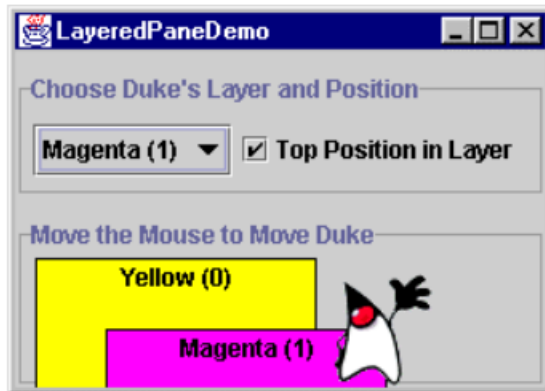 LayeredPaneDemo
Choose Duke's Layer and Position
Magenta (1) Top Position in Layer
Move the Mouse to Move Duke
Yellow (0)
Magenta (1)